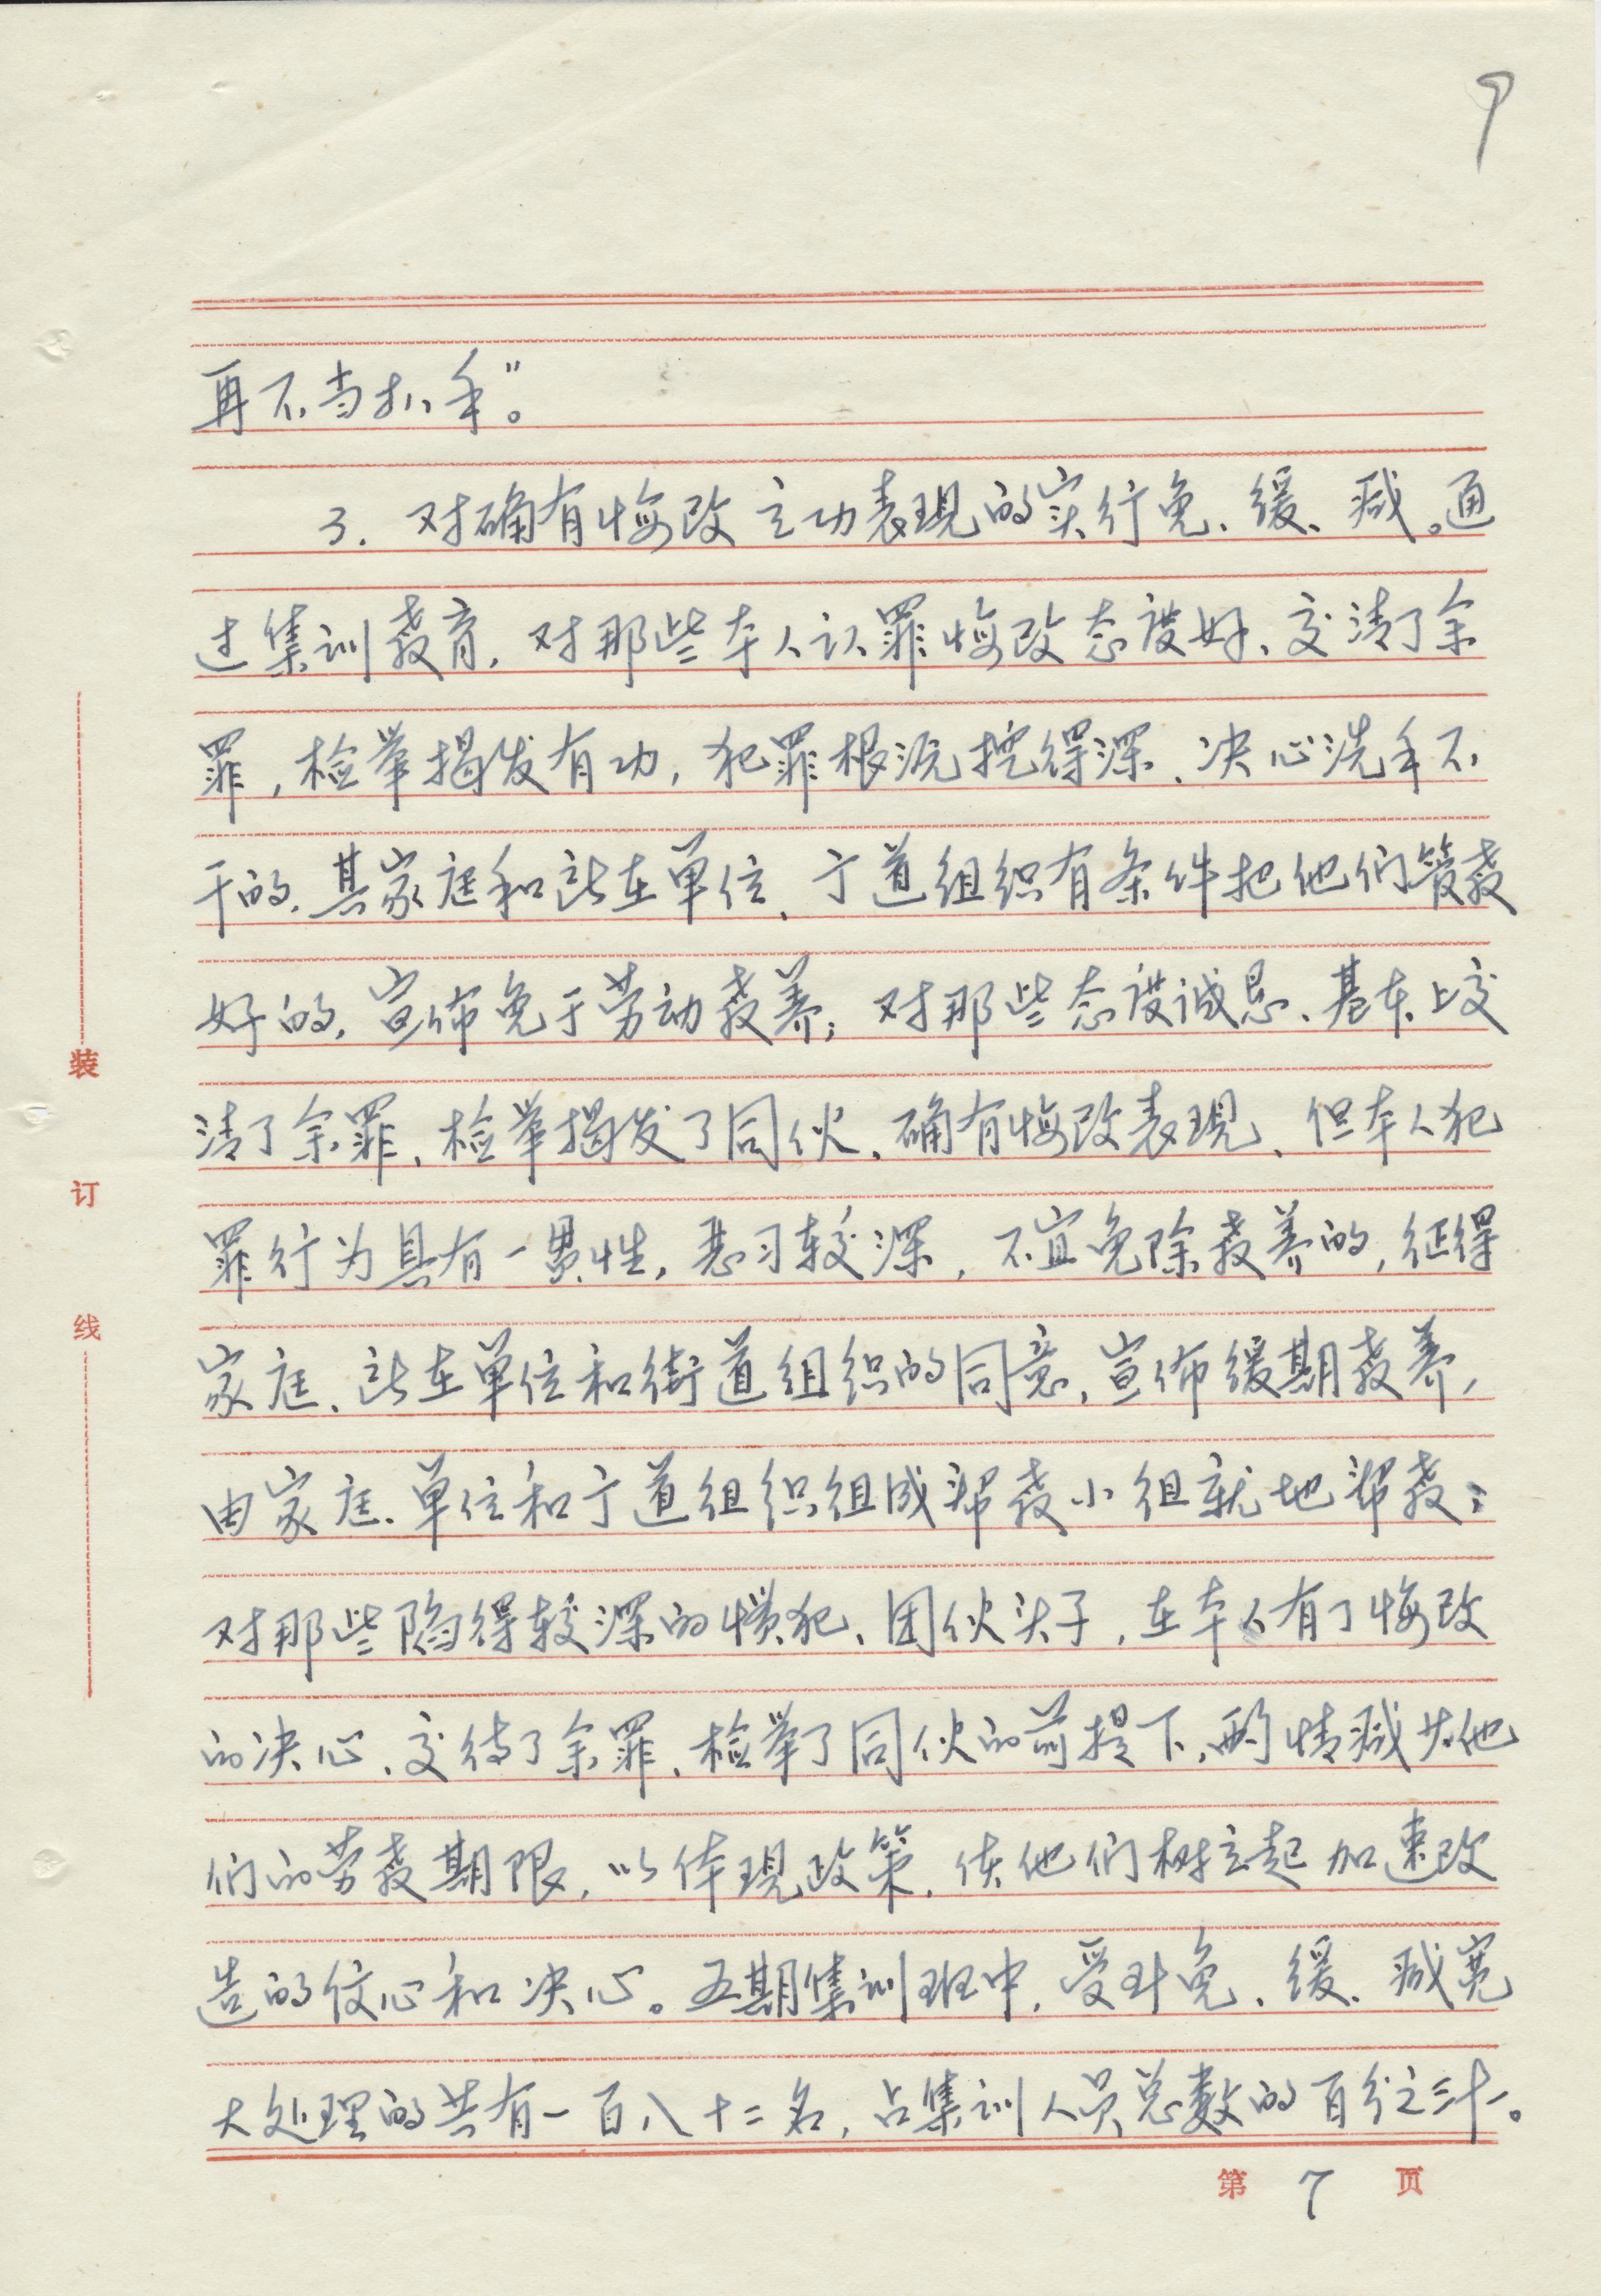 9
再不当扒手”。
3. 对确有悔改立功表现的实行免、缓、减。通
过集训教育，对那些本人认罪悔改态度好、交清了余
罪，检举揭发有功，犯罪根源挖得深、决心洗手不
干的，其家庭和所在单位、亍道组织有条件把他们管教
好的，宣佈免于劳动教养；对那些态度诚恳、基本上交
清了余罪、检举揭发了同伙、确有悔改表现、但本人犯
罪行为具有一贯性，恶习较深，不宜免除教养的，征得
家庭、所在单位和街道组织的同意，宣佈缓期教养，
由家庭、单位和亍道组织组成帮教小组就地帮教；
对那些陷得较深的惯犯、团伙头子，在本人有了悔改
的决心、交待了余罪、检举了同伙的前提下，酌情减少他
们的劳教期限，以体现政策，使他们树立起加速改
造的信心和决心。五期集训班中，受到免、缓、减宽
大处理的共有一百八十二名，占集训人员总数的百分之三十一。
第 7 页
装
订
线